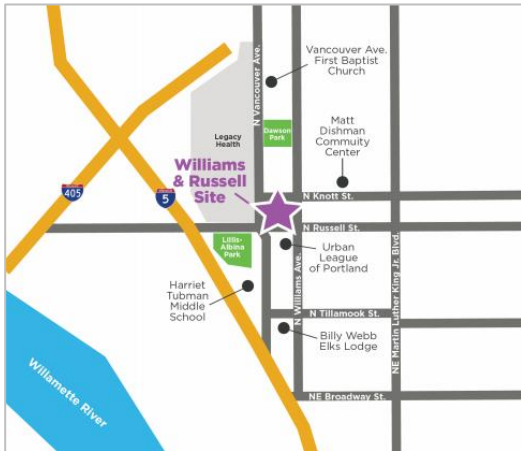 Vancouver Ave.
First Baptist
Church
N Vancouver Ave.
Dawson
Park
Legacy
Health
Matt
Dishman
Commuity
Center
Williams
& Russell
Site
405
5
N Knott St.
N Russell St.
Lillis-
Albina
Park
Urban
League
of Portland
Harriet
Tubman
Middle
School
N Williams Ave.
NE Martin Luther King Jr. Blvd.
N Tillamook St.
Billy Webb
Elks Lodge
Willamette River
NE Broadway St.